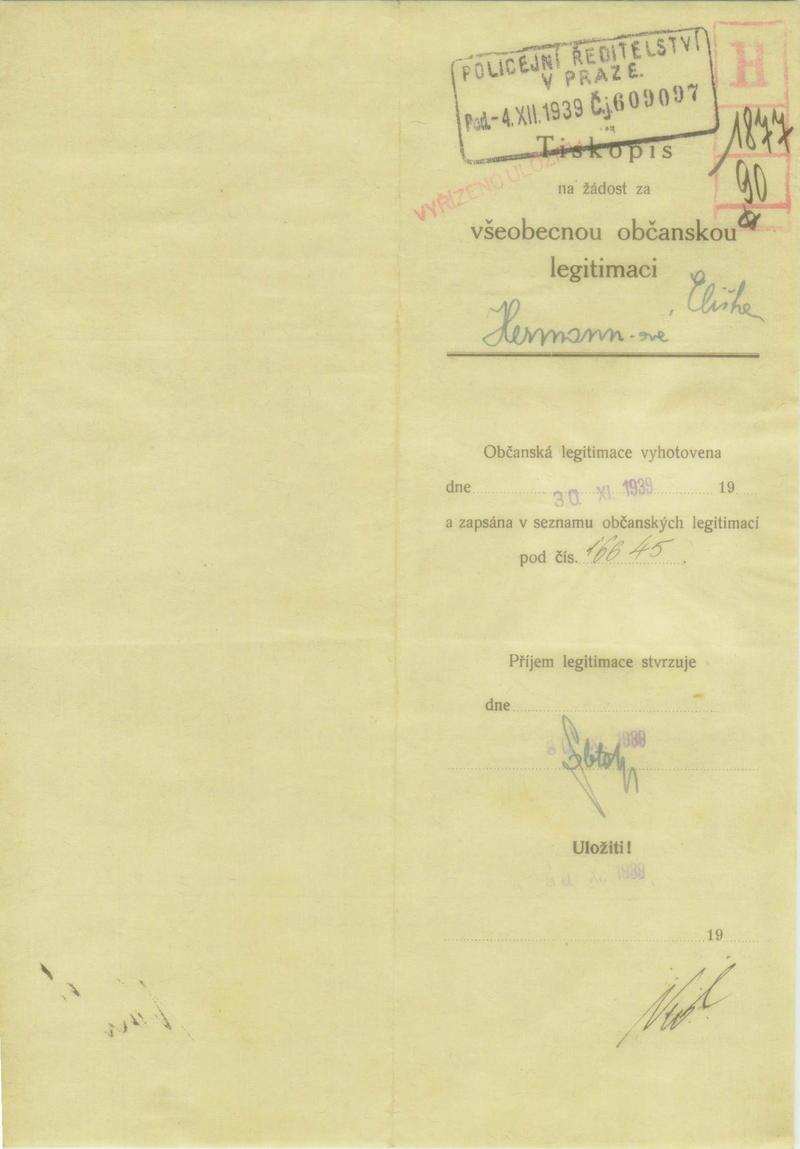 POLICEJNÍ ŘEDITELSTVÍ
V PRAZE.
Pod. -4.XII.1939 Čj 609097
H
1877
90
Tiskopis
VYŘÍZENO
na žádost za
všeobecnou občanskou
legitimaci
Eliška
Hermann-ové
Občanská legitimace vyhotovena
dne 30. XI. 1939 19
a zapsána v seznamu občanských legitimací
pod čís. 16645.
Příjem legitimace stvrzuje
dne
Uložiti!
19